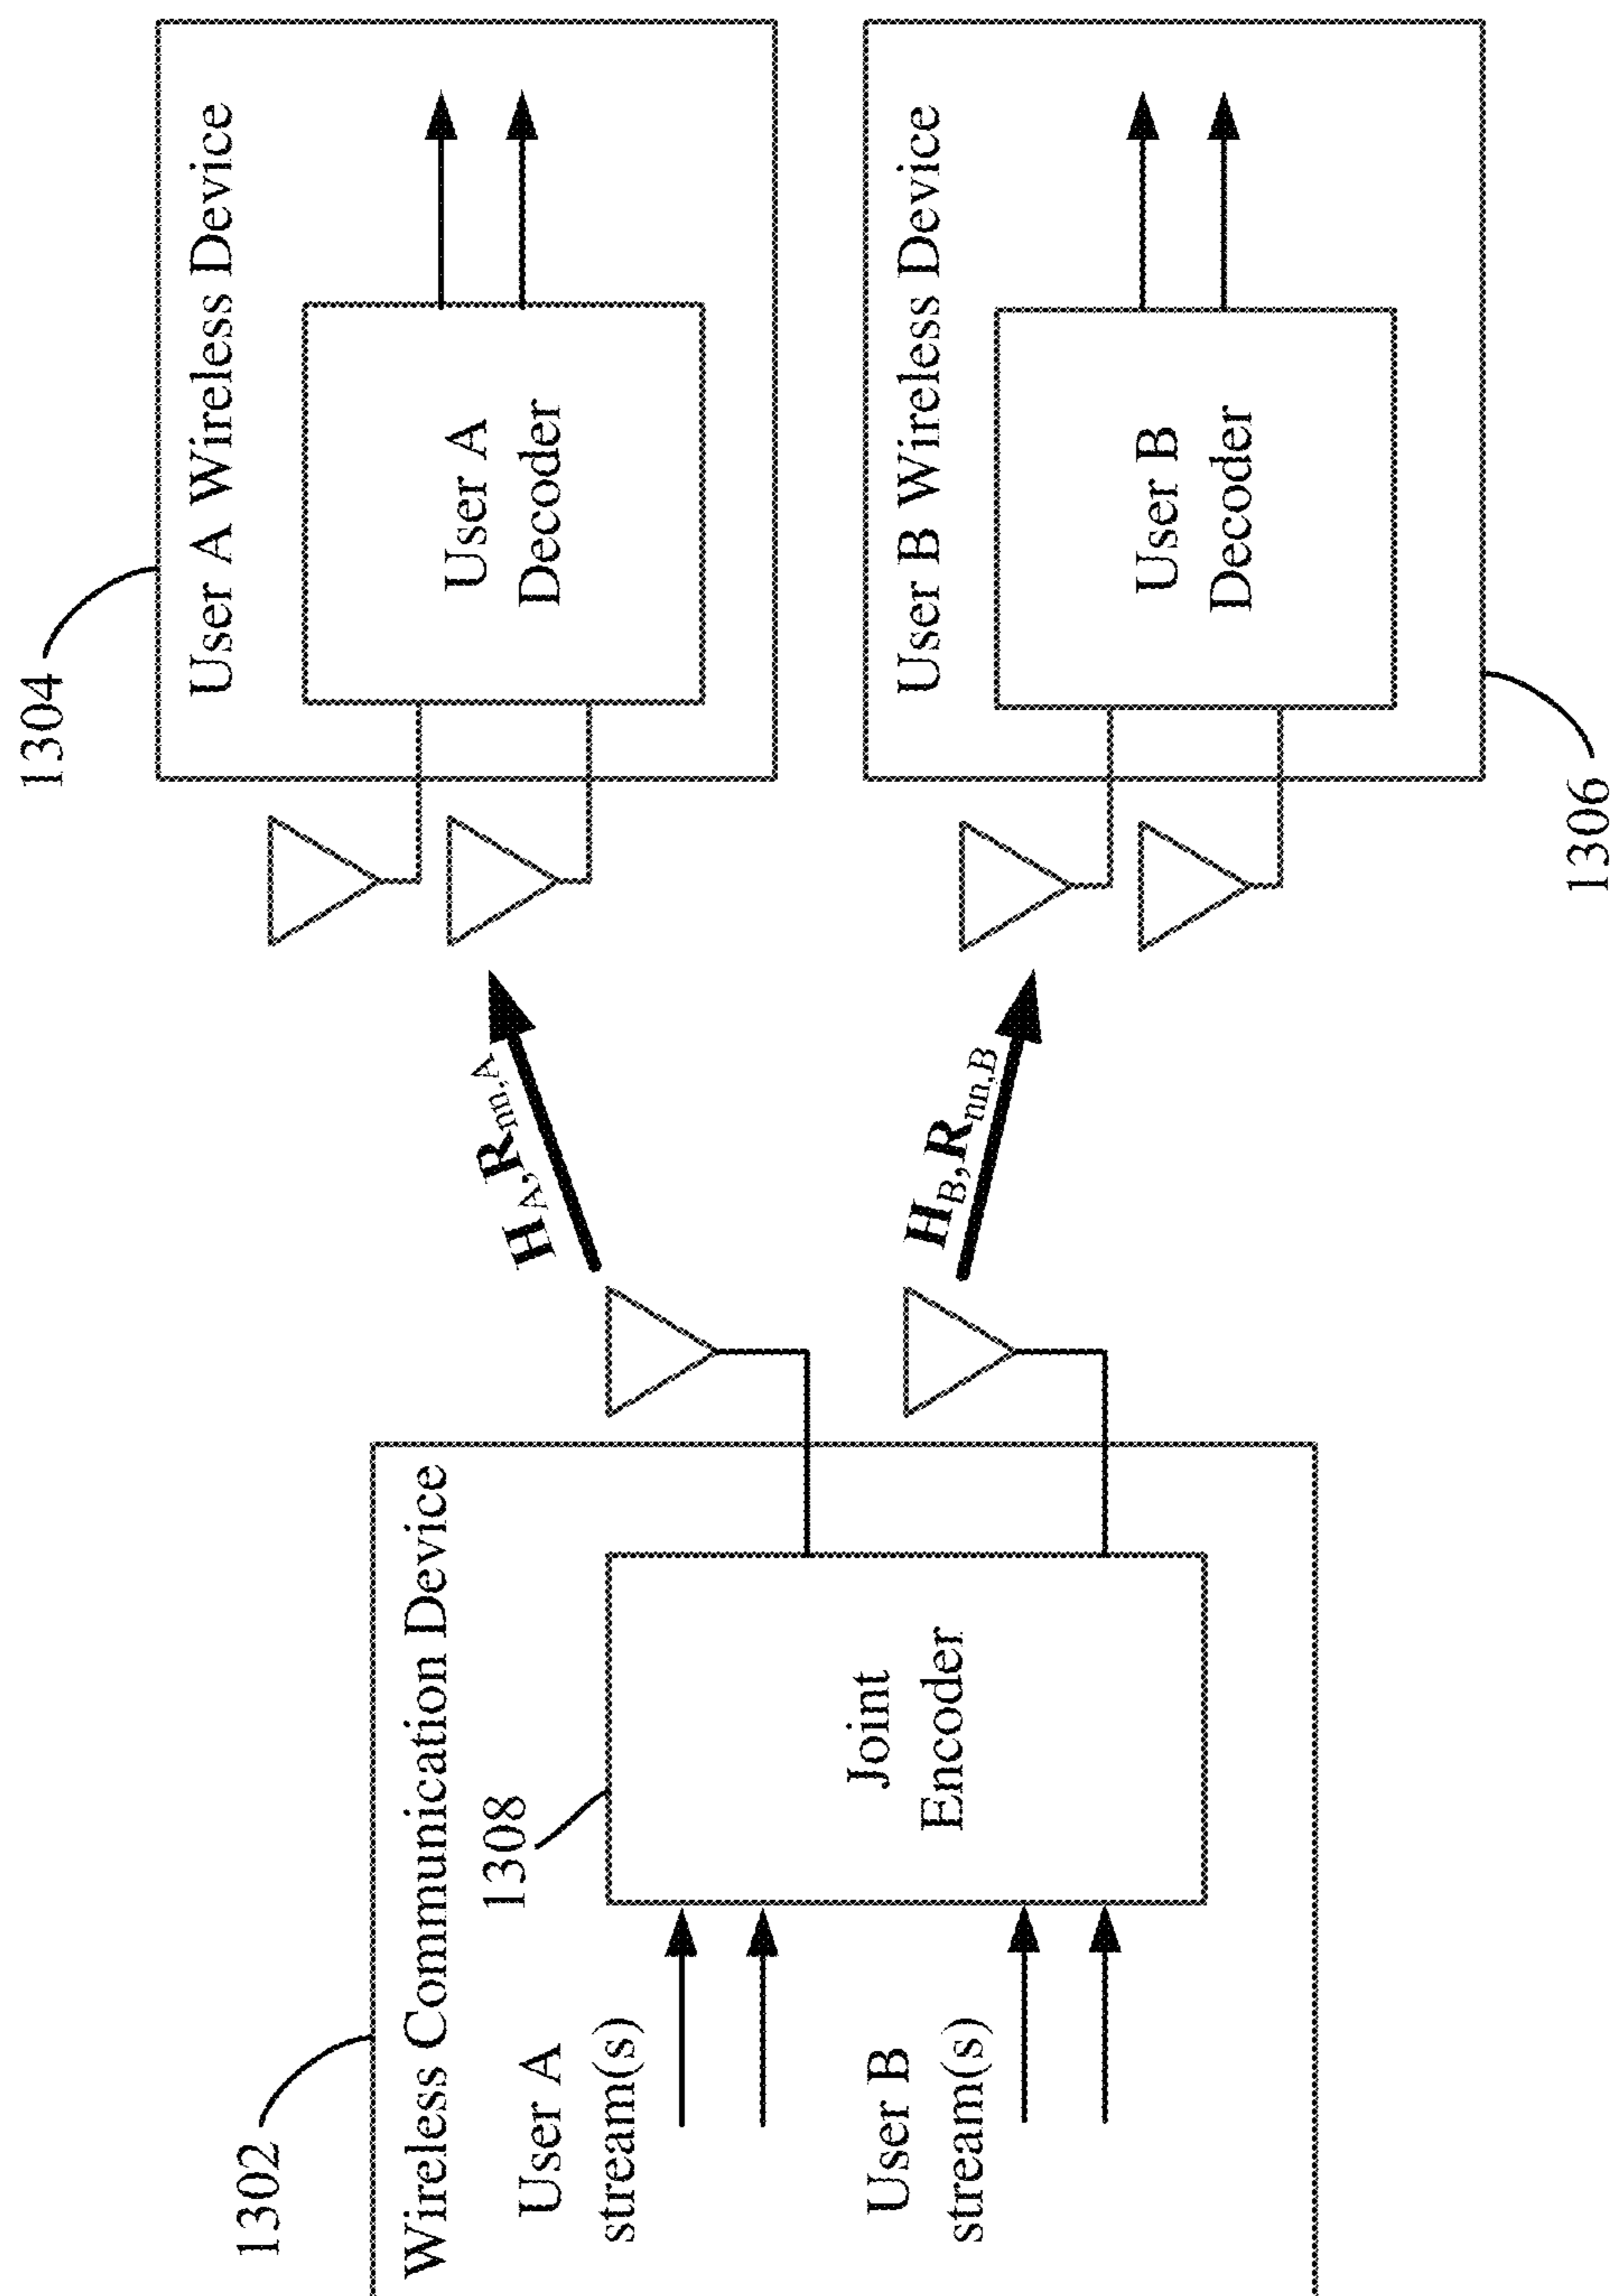 1302
Wireless Communication Device
User A
stream(s)
User B
stream(s)
1308
Joint
Encoder
H_A,R_nn,A
H_B,R_nn,B
1304
User A Wireless Device
User A
Decoder
User B Wireless Device
User B
Decoder
1306